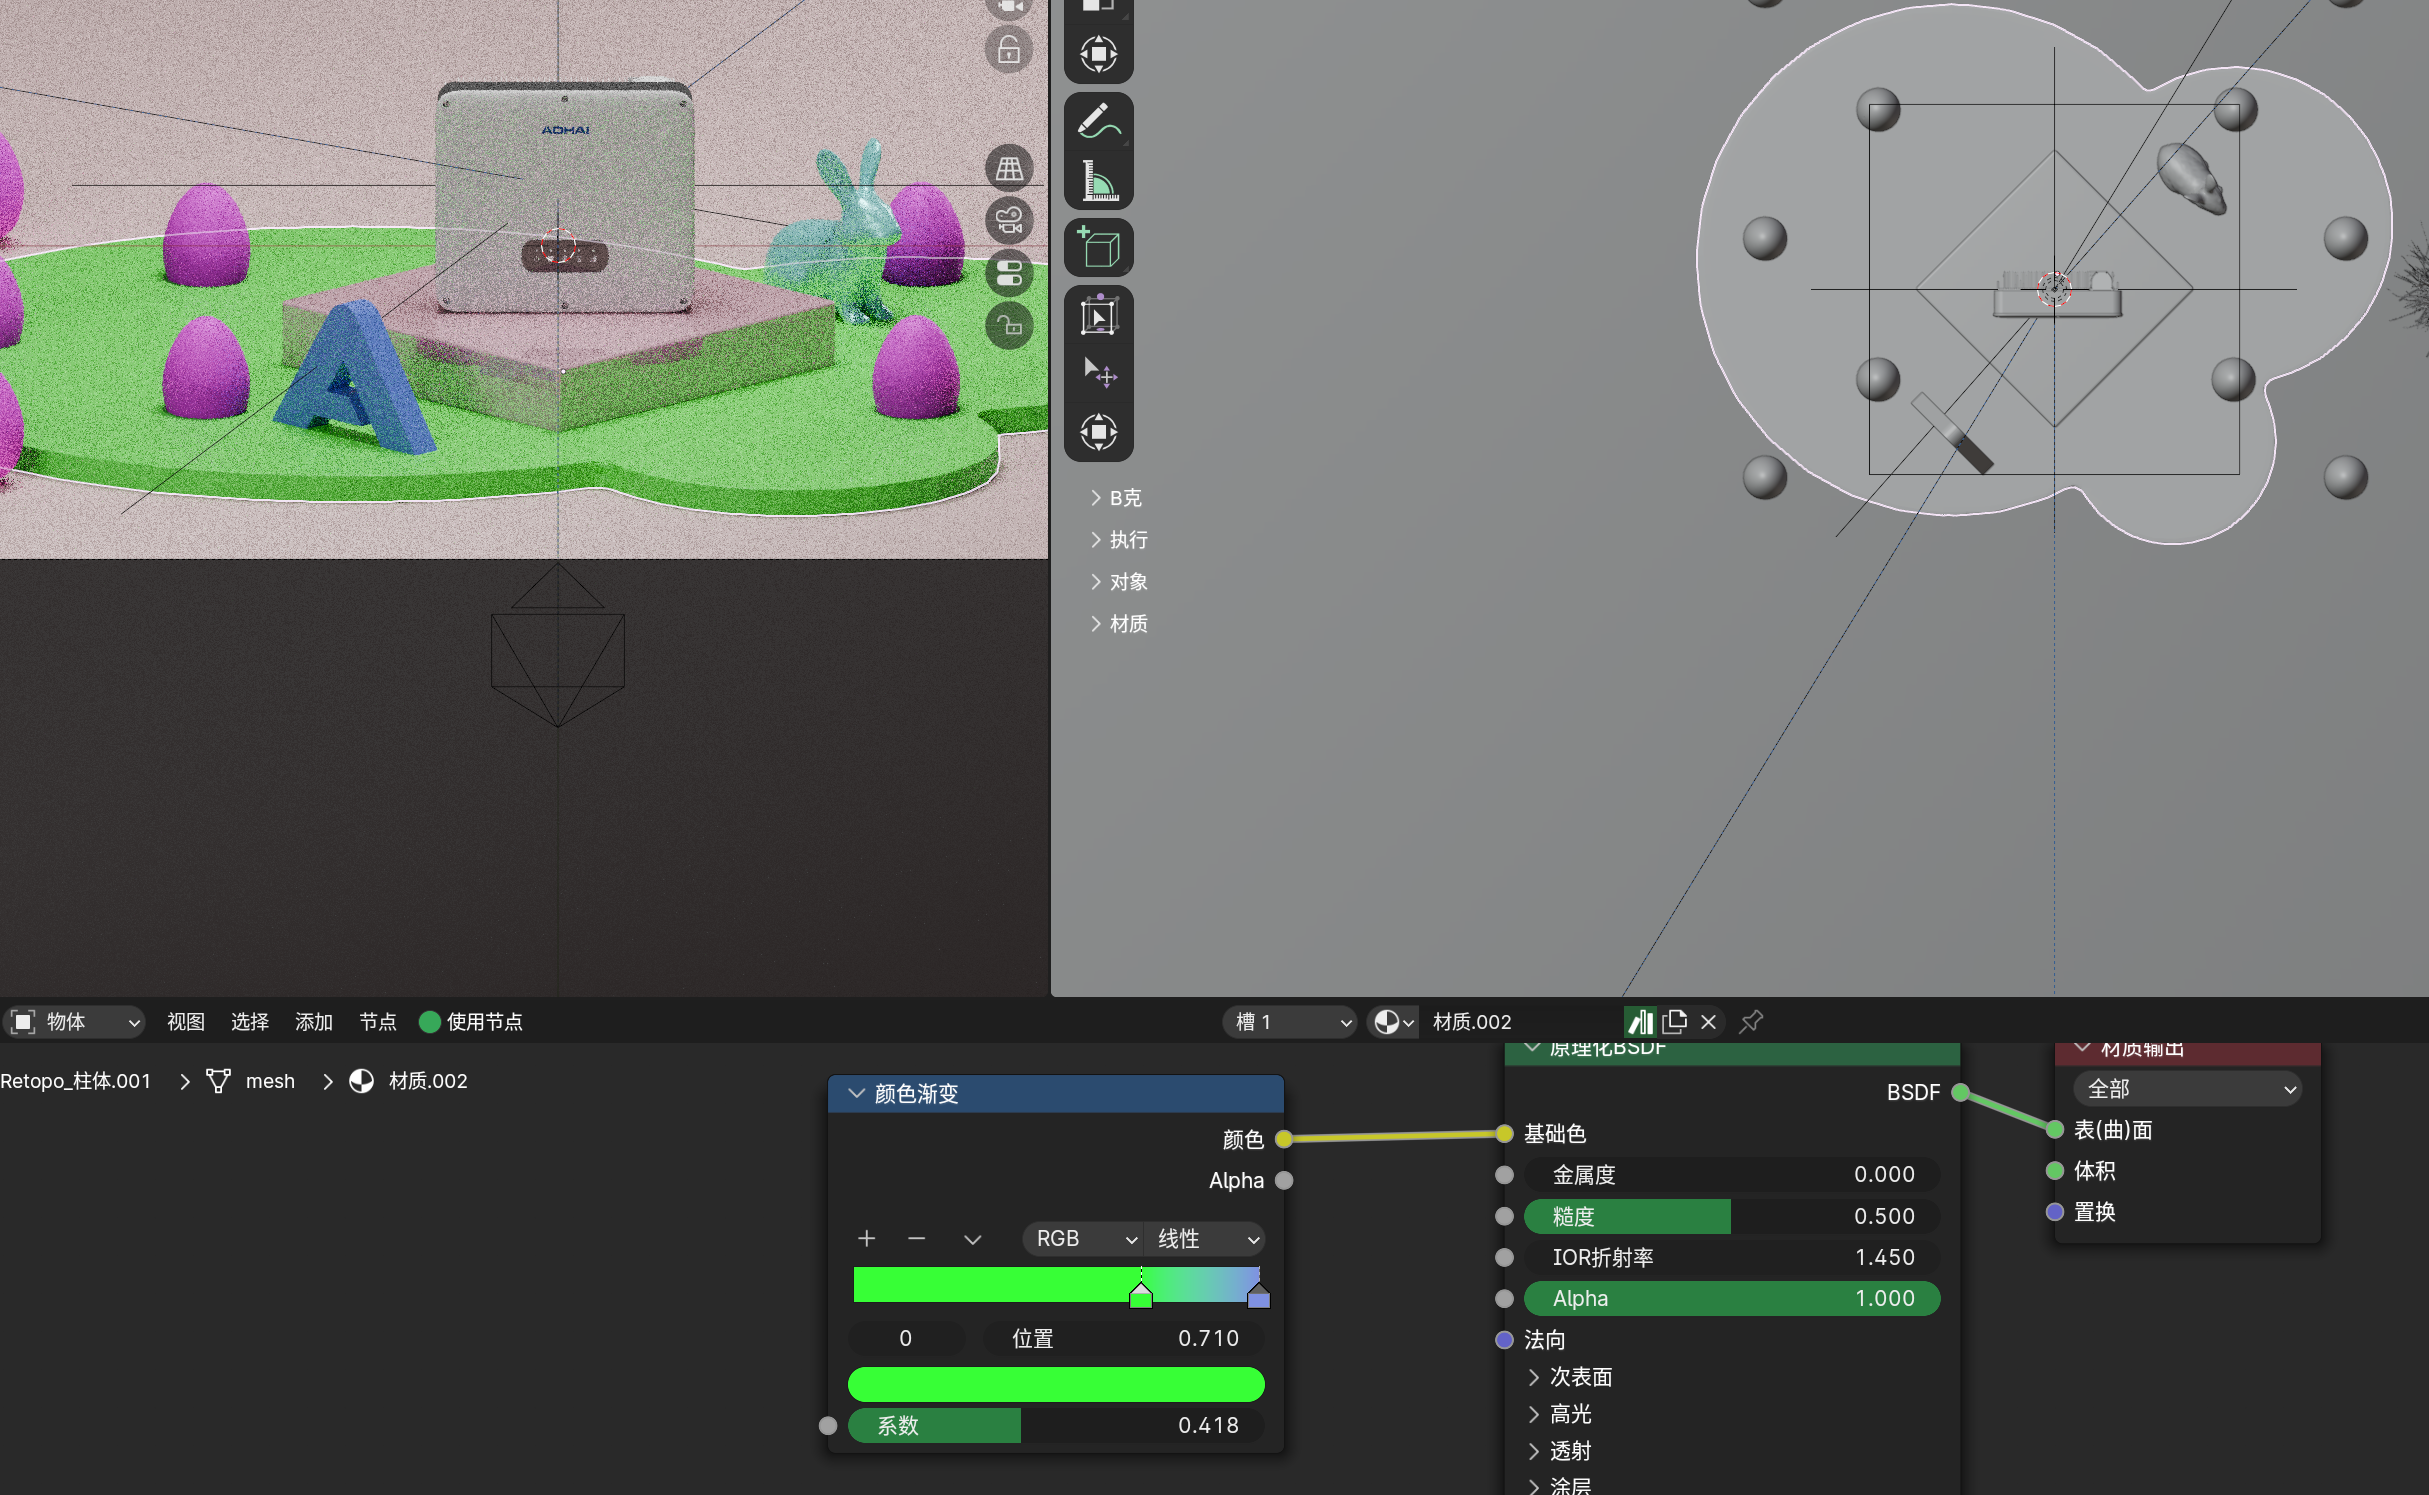 AOHAI
A
B克
执行
对象
材质
物体
视图
选择
添加
节点
使用节点
槽 1
材质.002
Retopo_柱体.001
mesh
材质.002
颜色渐变
颜色
Alpha
RGB
线性
0
位置 0.710
系数 0.418
原理化BSDF
BSDF
基础色
金属度 0.000
糙度 0.500
IOR折射率 1.450
Alpha 1.000
法向
次表面
高光
透射
涂层
材质输出
全部
表(曲)面
体积
置换